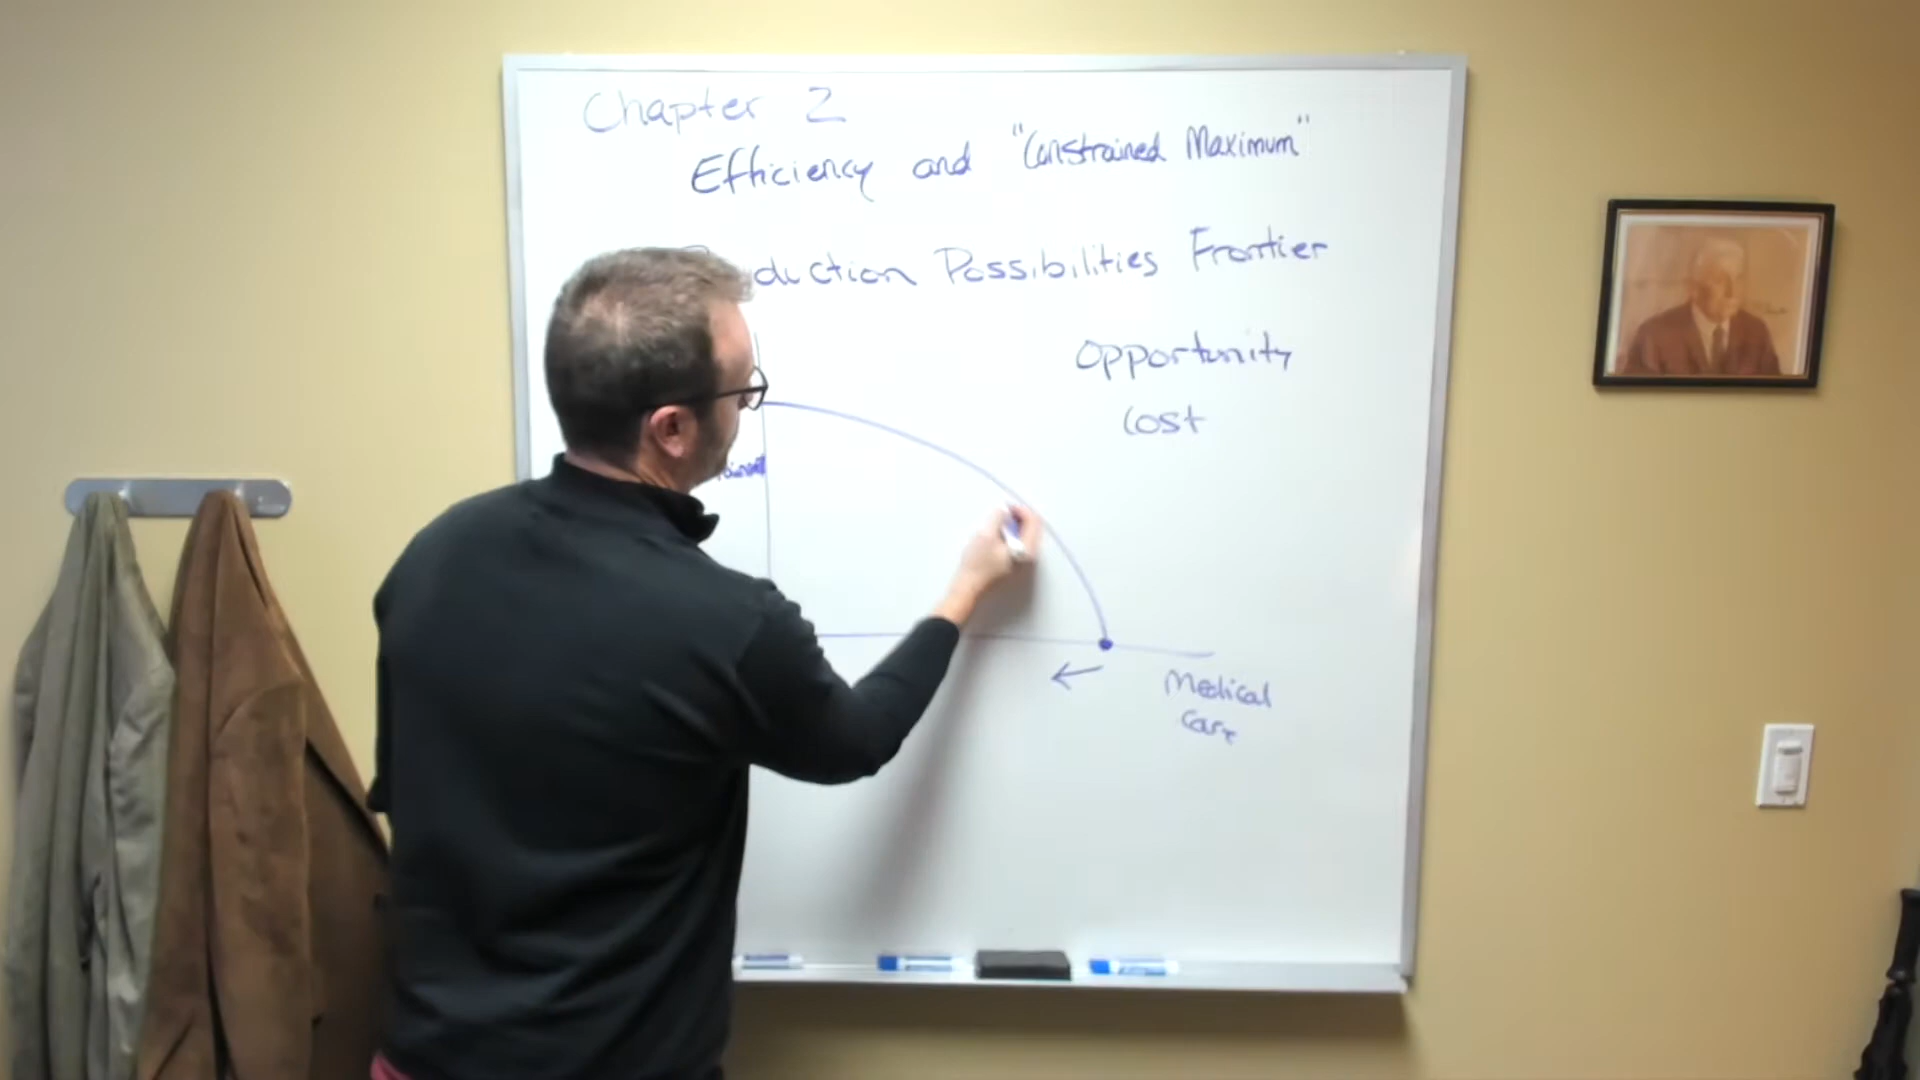 Chapter 2
Efficiency and "Constrained Maximum"
duction Possibilities Frontier
Opportunity
Cost
Medical
Care